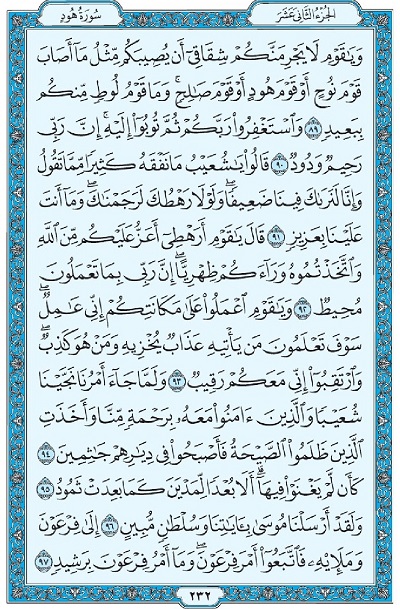 الجزء الثاني عشر
سورة هود
وَيَٰقَوْمِ لَا يَجْرِمَنَّكُمْ شِقَاقِىٓ أَن يُصِيبَكُم مِّثْلُ مَآ أَصَابَ
قَوْمَ نُوحٍ أَوْ قَوْمَ هُودٍ أَوْ قَوْمَ صَٰلِحٍ ۚ وَمَا قَوْمُ لُوطٍ مِّنكُم
بِبَعِيدٍ ٨٩ وَٱسْتَغْفِرُوا۟ رَبَّكُمْ ثُمَّ تُوبُوٓا۟ إِلَيْهِ ۚ إِنَّ رَبِّى
رَحِيمٌ وَدُودٌ ٩٠ قَالُوا۟ يَٰشُعَيْبُ مَا نَفْقَهُ كَثِيرًا مِّمَّا تَقُولُ
وَإِنَّا لَنَرَىٰكَ فِينَا ضَعِيفًا ۖ وَلَوْلَا رَهْطُكَ لَرَجَمْنَٰكَ ۖ وَمَآ أَنتَ
عَلَيْنَا بِعَزِيزٍ ٩١ قَالَ يَٰقَوْمِ أَرَهْطِىٓ أَعَزُّ عَلَيْكُم مِّنَ ٱللَّهِ
وَٱتَّخَذْتُمُوهُ وَرَآءَكُمْ ظِهْرِيًّا ۖ إِنَّ رَبِّى بِمَا تَعْمَلُونَ
مُحِيطٌ ٩٢ وَيَٰقَوْمِ ٱعْمَلُوا۟ عَلَىٰ مَكَانَتِكُمْ إِنِّى عَٰمِلٌ ۖ
سَوْفَ تَعْلَمُونَ مَن يَأْتِيهِ عَذَابٌ يُخْزِيهِ وَمَنْ هُوَ كَٰذِبٌ ۖ
وَٱرْتَقِبُوٓا۟ إِنِّى مَعَكُمْ رَقِيبٌ ٩٣ وَلَمَّا جَآءَ أَمْرُنَا نَجَّيْنَا
شُعَيْبًا وَٱلَّذِينَ ءَامَنُوا۟ مَعَهُۥ بِرَحْمَةٍ مِّنَّا وَأَخَذَتِ
ٱلَّذِينَ ظَلَمُوا۟ ٱلصَّيْحَةُ فَأَصْبَحُوا۟ فِى دِيَٰرِهِمْ جَٰثِمِينَ ٩٤
كَأَن لَّمْ يَغْنَوْا۟ فِيهَآ ۗ أَلَا بُعْدًا لِّمَدْيَنَ كَمَا بَعِدَتْ ثَمُودُ ٩٥
وَلَقَدْ أَرْسَلْنَا مُوسَىٰ بِـَٔايَٰتِنَا وَسُلْطَٰنٍ مُّبِينٍ ٩٦ إِلَىٰ فِرْعَوْنَ
وَمَلَإِيْهِۦ فَٱتَّبَعُوٓا۟ أَمْرَ فِرْعَوْنَ ۖ وَمَآ أَمْرُ فِرْعَوْنَ بِرَشِيدٍ ٩٧
٢٣٢